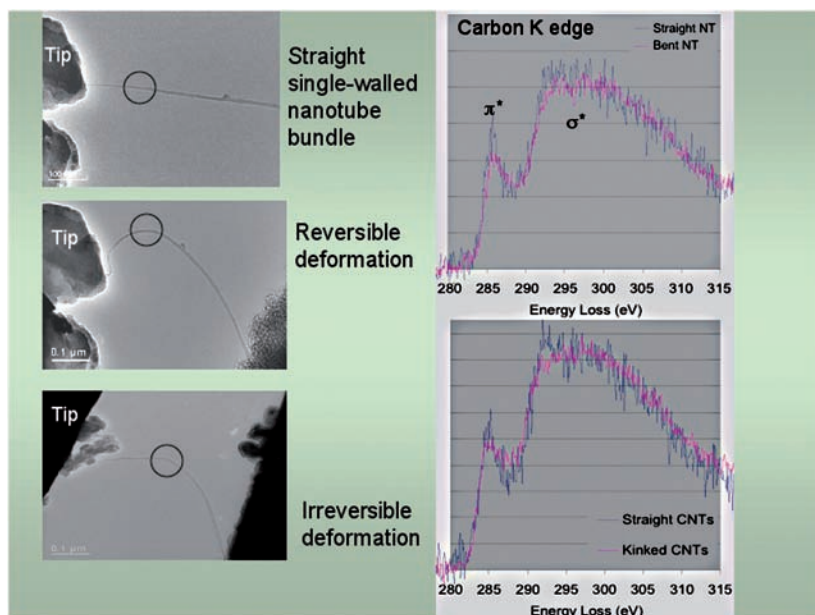 Tip
Straight
single-walled
nanotube
bundle
Tip
Reversible
deformation
0.1 µm
Tip
Irreversible
deformation
0.1 µm
Carbon K edge
Straight NT
Bent NT
π*
σ*
280 285 290 295 300 305 310 315
Energy Loss (eV)
Straight CNTs
Kinked CNTs
280 285 290 295 300 305 310 315
Energy Loss (eV)